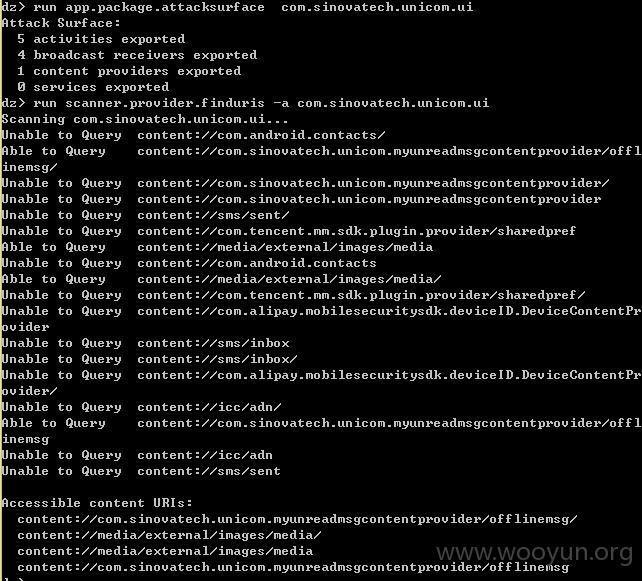 dz> run app.package.attacksurface  com.sinovatech.unicom.ui
Attack Surface:
  5 activities exported
  4 broadcast receivers exported
  1 content providers exported
  0 services exported
dz> run scanner.provider.finduris -a com.sinovatech.unicom.ui
Scanning com.sinovatech.unicom.ui...
Unable to Query  content://com.android.contacts/
Able to Query    content://com.sinovatech.unicom.myunreadmsgcontentprovider/offl
inemsg/
Unable to Query  content://com.sinovatech.unicom.myunreadmsgcontentprovider/
Unable to Query  content://com.sinovatech.unicom.myunreadmsgcontentprovider
Unable to Query  content://sms/sent/
Unable to Query  content://com.tencent.mm.sdk.plugin.provider/sharedpref
Able to Query    content://media/external/images/media
Unable to Query  content://com.android.contacts
Able to Query    content://media/external/images/media/
Unable to Query  content://com.tencent.mm.sdk.plugin.provider/sharedpref/
Unable to Query  content://com.alipay.mobilesecuritysdk.deviceID.DeviceContentPr
ovider
Unable to Query  content://sms/inbox
Unable to Query  content://sms/inbox/
Unable to Query  content://com.alipay.mobilesecuritysdk.deviceID.DeviceContentPr
ovider/
Unable to Query  content://icc/adn/
Able to Query    content://com.sinovatech.unicom.myunreadmsgcontentprovider/offl
inemsg
Unable to Query  content://icc/adn
Unable to Query  content://sms/sent
Accessible content URIs:
  content://com.sinovatech.unicom.myunreadmsgcontentprovider/offlinemsg/
  content://media/external/images/media/
  content://media/external/images/media
  content://com.sinovatech.unicom.myunreadmsgcontentprovider/offlinemsg
www.wooyun.org